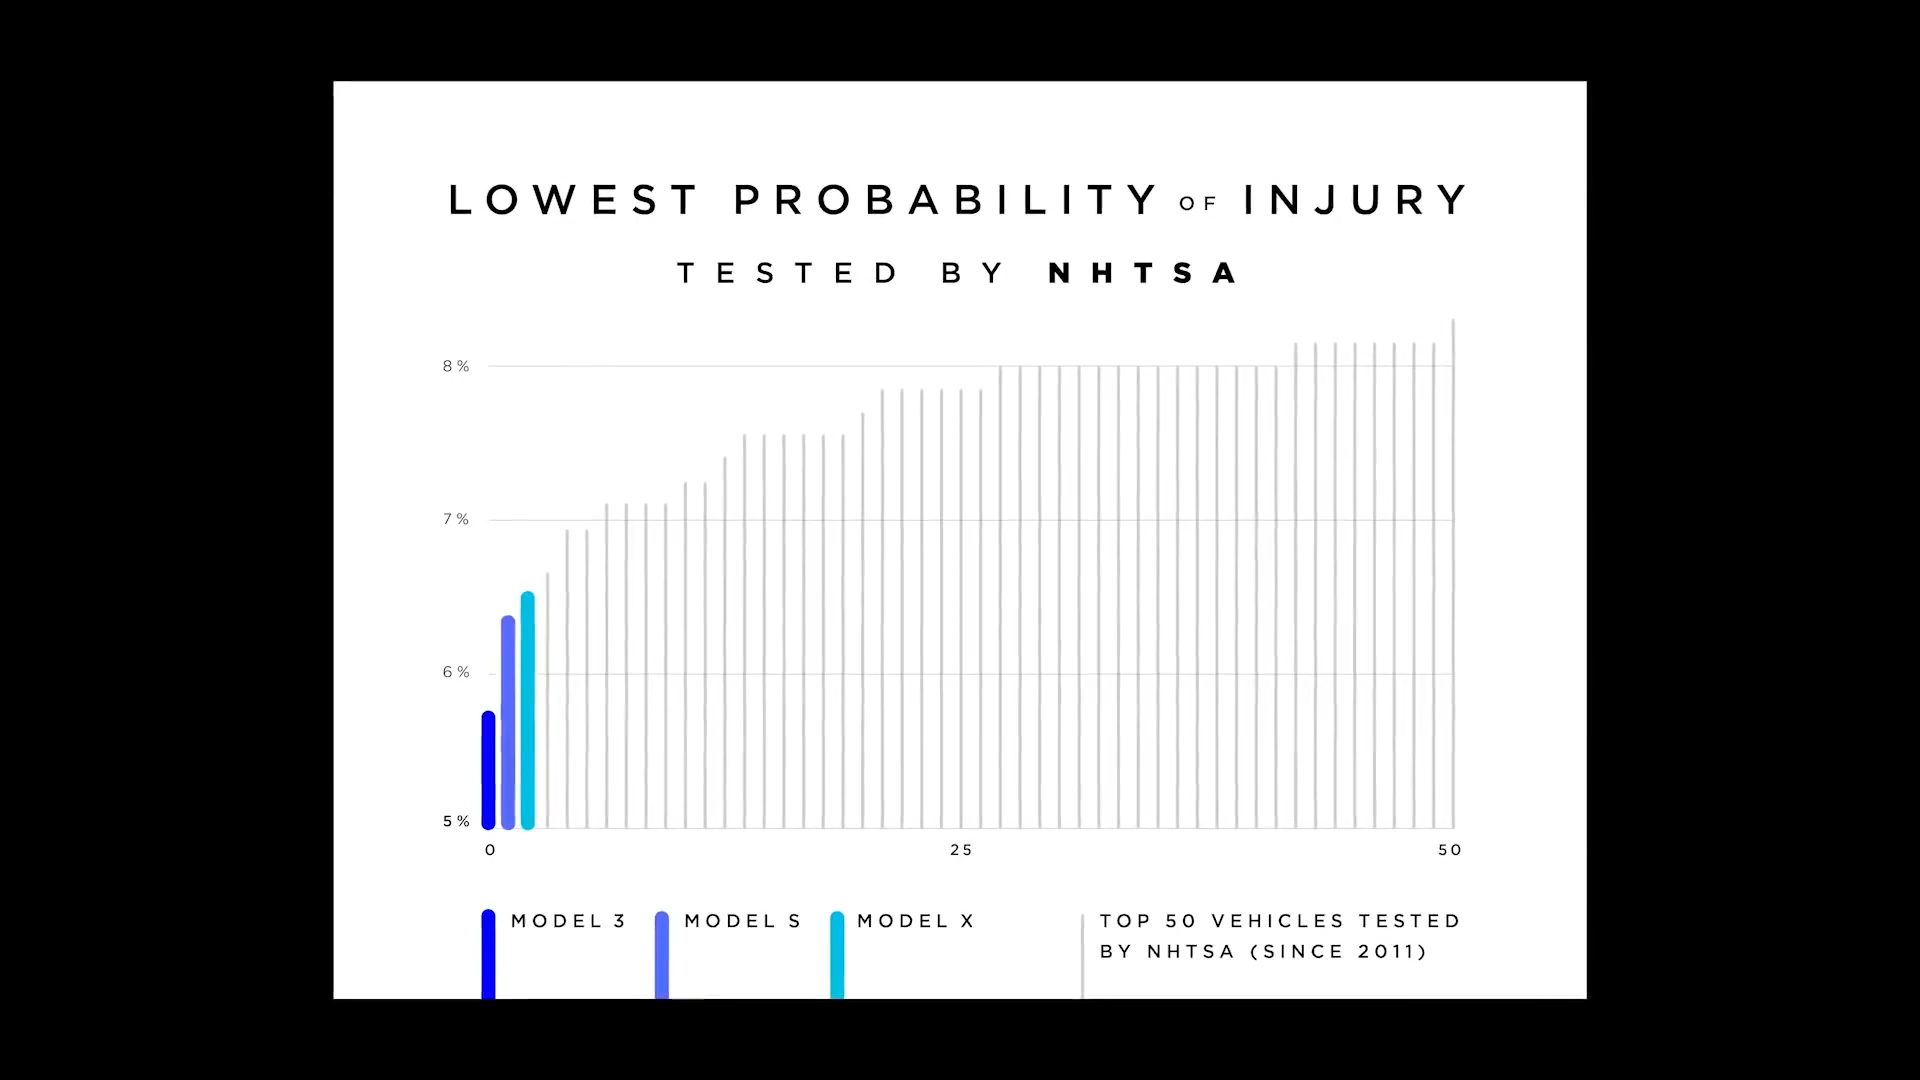 LOWEST PROBABILITY OF INJURY
TESTED BY NHTSA
8%
7%
6%
5%
0 25 50
MODEL 3 MODEL S MODEL X TOP 50 VEHICLES TESTED
BY NHTSA (SINCE 2011)